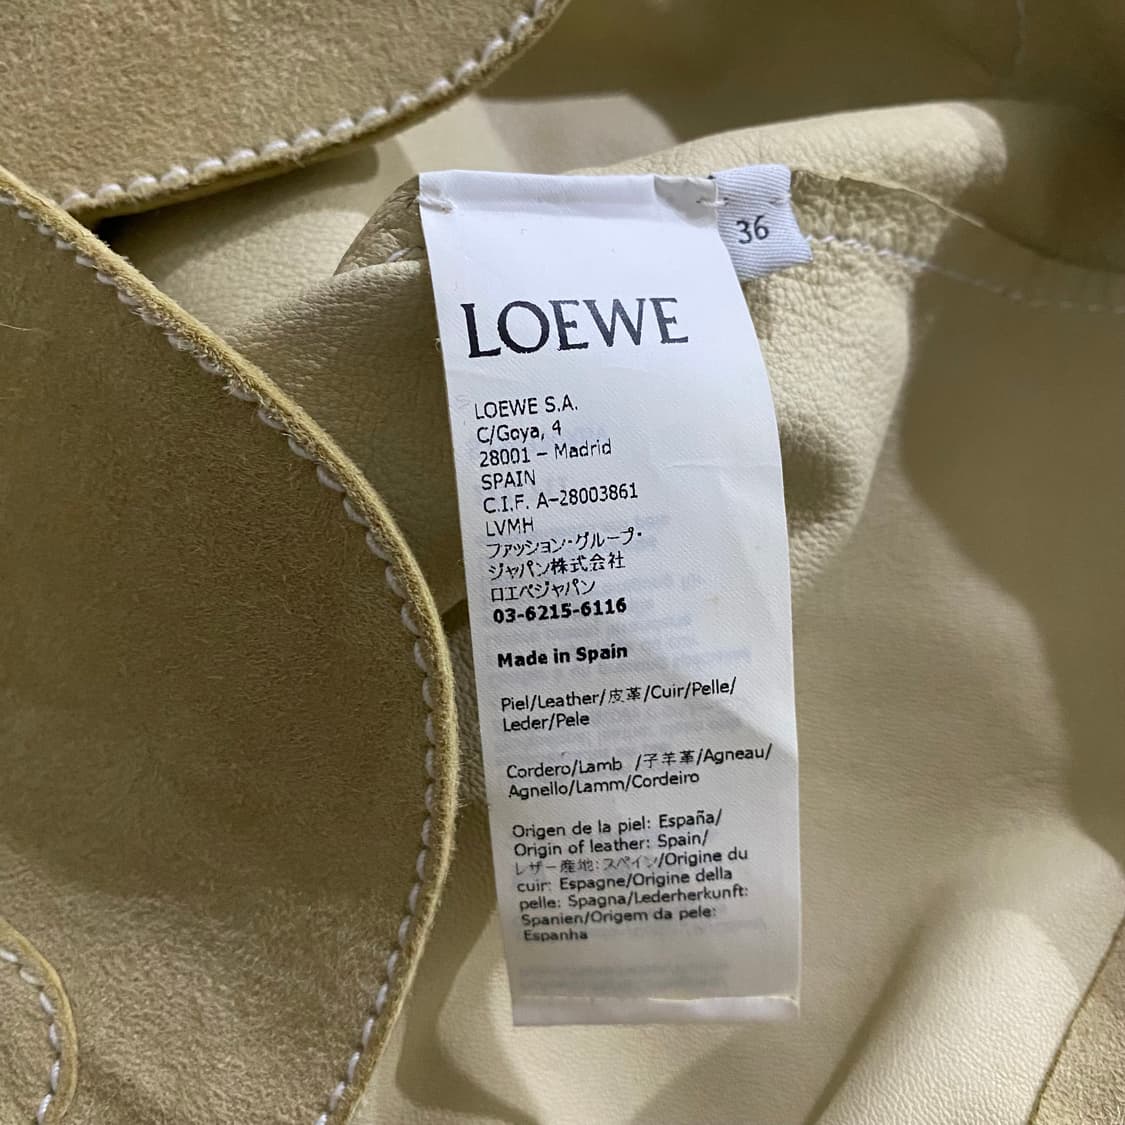 36
LOEWE
LOEWE S.A.
C/Goya, 4
28001 – Madrid
SPAIN
C.I.F. A-28003861
LVMH
ファッション・グループ・
ジャパン株式会社
ロエベジャパン
03-6215-6116
Made in Spain
Piel/Leather/皮革/Cuir/Pelle/
Leder/Pele
Cordero/Lamb /子羊革/Agneau/
Agnello/Lamm/Cordeiro
Origen de la piel: España/
Origin of leather: Spain/
レザー産地:スペイン/Origine du
cuir: Espagne/Origine della
pelle: Spagna/Lederherkunft:
Spanien/Origem da pele:
Espanha